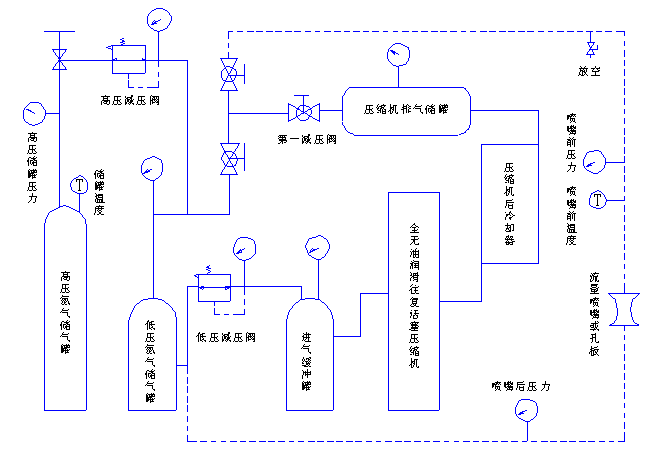 放空
高压减压阀
压缩机排气储罐
第一减压阀
喷嘴前压力
高压储罐压力
T
储罐温度
压缩机后冷却器
T
喷嘴前温度
全无油润滑往复活塞压缩机
高压氮气储气罐
低压氮气储气罐
低压减压阀
进气缓冲罐
流量喷嘴或孔板
喷嘴后压力